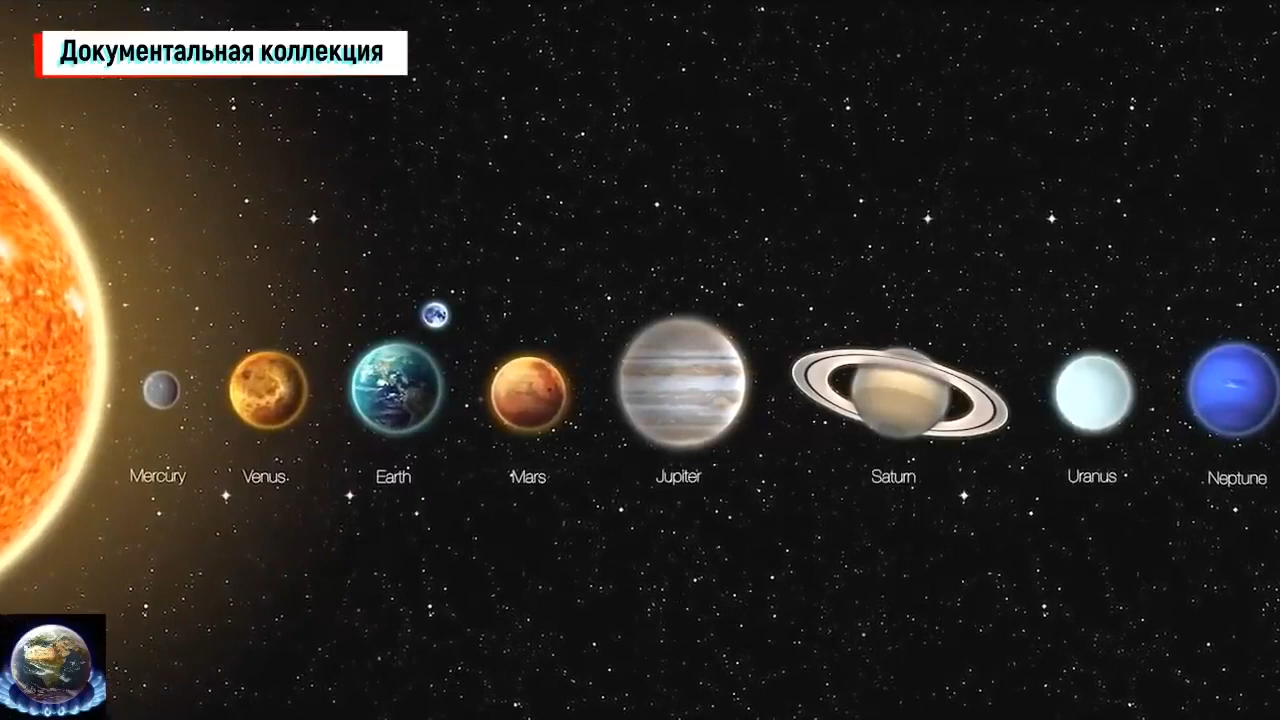 Документальная коллекция
Mercury
Venus
Earth
Mars
Jupiter
Saturn
Uranus
Neptune